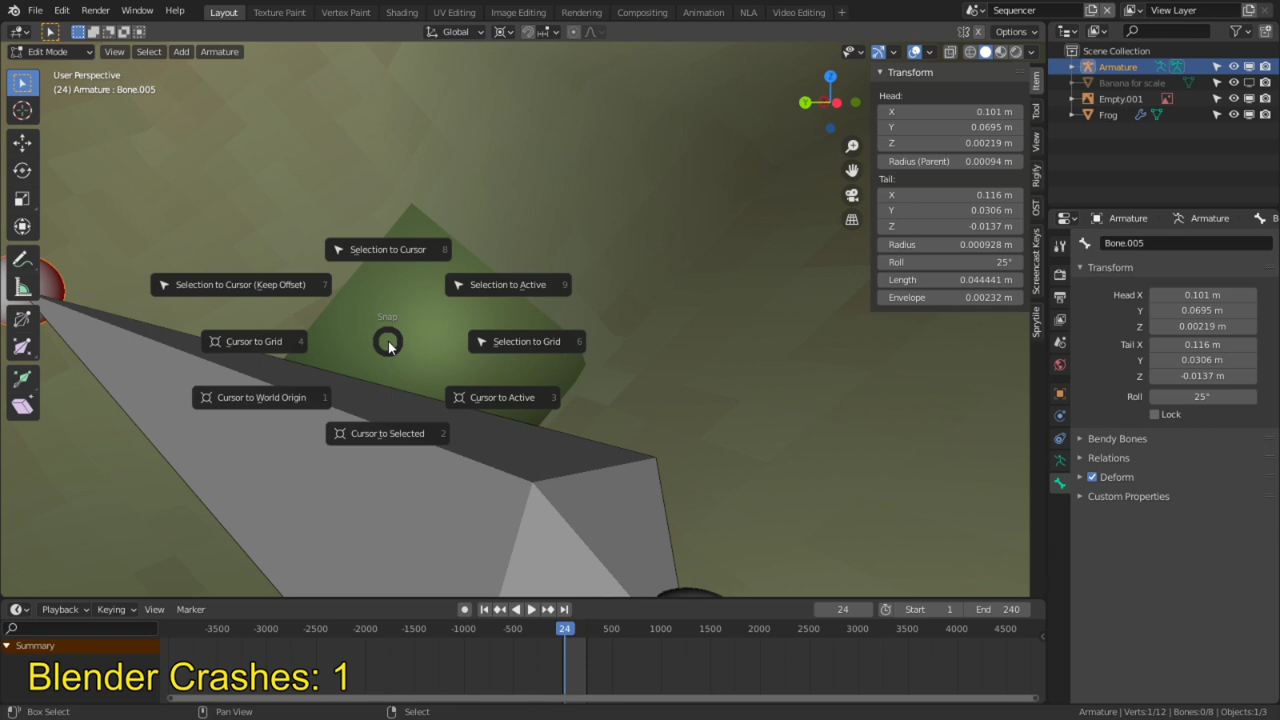 File Edit Render Window Help Layout Texture Paint Vertex Paint Shading UV Editing Image Editing Rendering Compositing Animation NLA Video Editing + Sequencer View Layer
Global Options
Edit Mode View Select Add Armature
User Perspective
(24) Armature : Bone.005
Selection to Cursor 8
Selection to Cursor (Keep Offset) 7
Selection to Active 9
Snap
Cursor to Grid 4
Selection to Grid 6
Cursor to World Origin 1
Cursor to Active 3
Cursor to Selected 2
Z
Y
Transform
Head:
X 0.101 m
Y 0.0695 m
Z 0.00219 m
Radius (Parent) 0.00094 m
Tail:
X 0.116 m
Y 0.0306 m
Z -0.0137 m
Radius 0.000928 m
Roll 25°
Length 0.044441 m
Envelope 0.00232 m
Item
Tool
View
Rigify
OST
Screencast Keys
Sprytile
Scene Collection
Armature
Banana for scale
Empty.001
Frog
Armature Armature B
Bone.005
Transform
Head X 0.101 m
Y 0.0695 m
Z 0.00219 m
Tail X 0.116 m
Y 0.0306 m
Z -0.0137 m
Roll 25°
Lock
Bendy Bones
Relations
Deform
Custom Properties
Playback Keying View Marker 24 Start 1 End 240
-3500 -3000 -2500 -2000 -1500 -1000 -500 24 500 1000 1500 2000 2500 3000 3500 4000 4500
Summary
Blender Crashes: 1
Box Select Pan View Select Armature | Verts:1/12 | Bones:0/8 | Objects:1/3